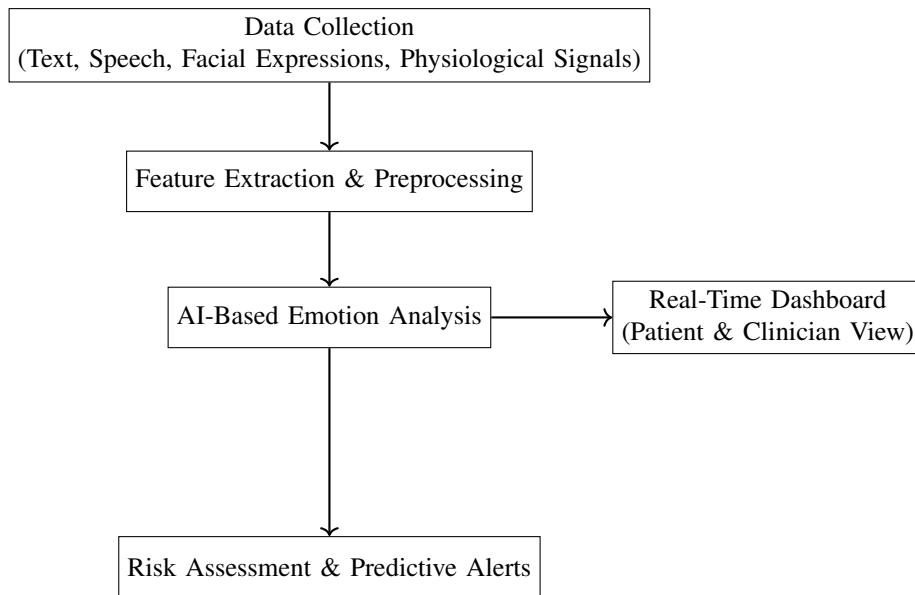 Data Collection
(Text, Speech, Facial Expressions, Physiological Signals)
Feature Extraction & Preprocessing
AI-Based Emotion Analysis
Real-Time Dashboard
(Patient & Clinician View)
Risk Assessment & Predictive Alerts